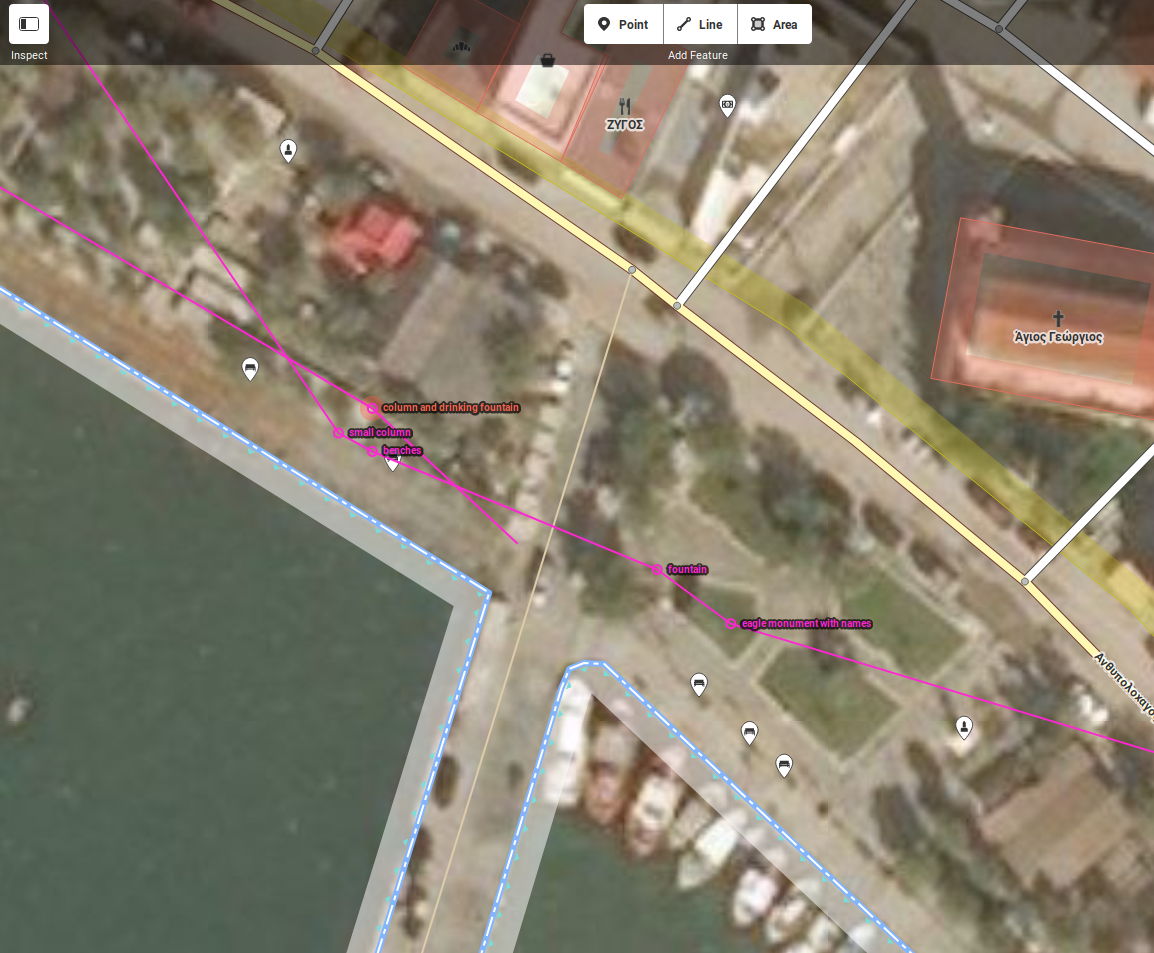 Point
Line
Area
Inspect
Add Feature
ΖΥΓΟΣ
Άγιος Γεώργιος
column and drinking fountain
small column
benches
fountain
eagle monument with names